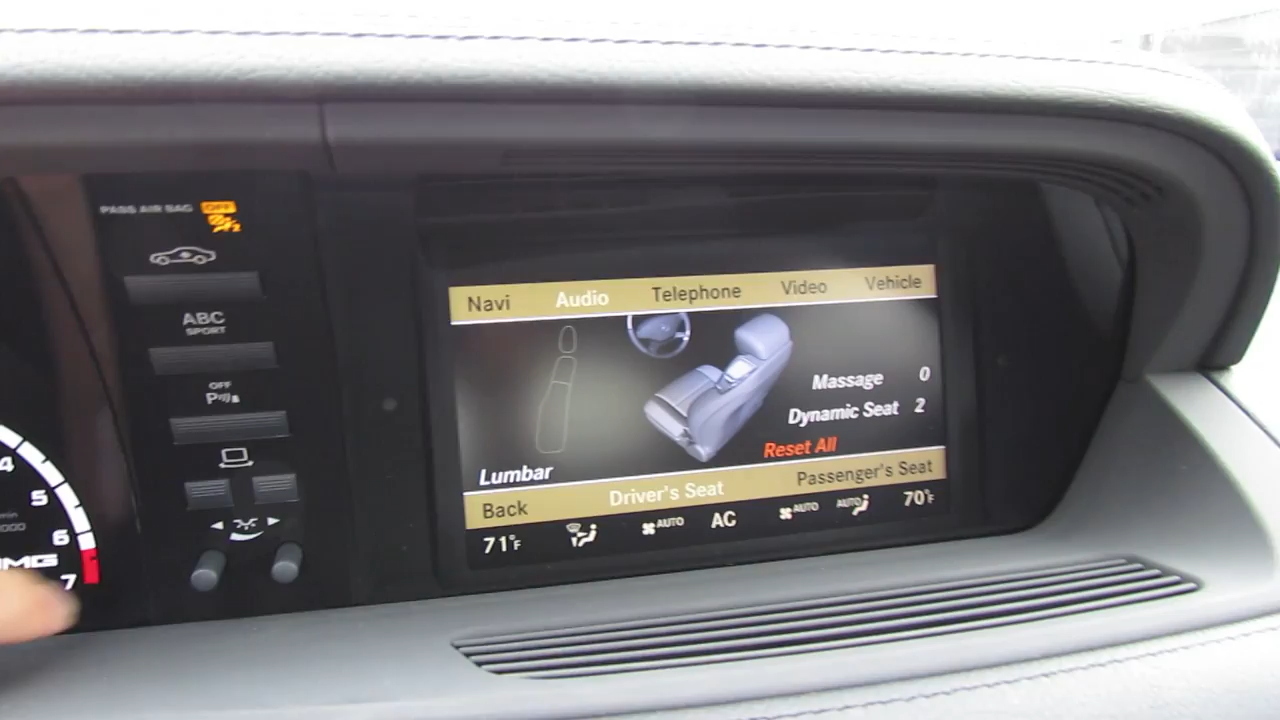 PASS AIR BAG OFF
ABC
SPORT
OFF
P
4
5
6
7
Navi Audio Telephone Video Vehicle
Massage 0
Dynamic Seat 2
Reset All
Lumbar
Back Driver's Seat Passenger's Seat
71°F AUTO AC AUTO AUTO 70°F